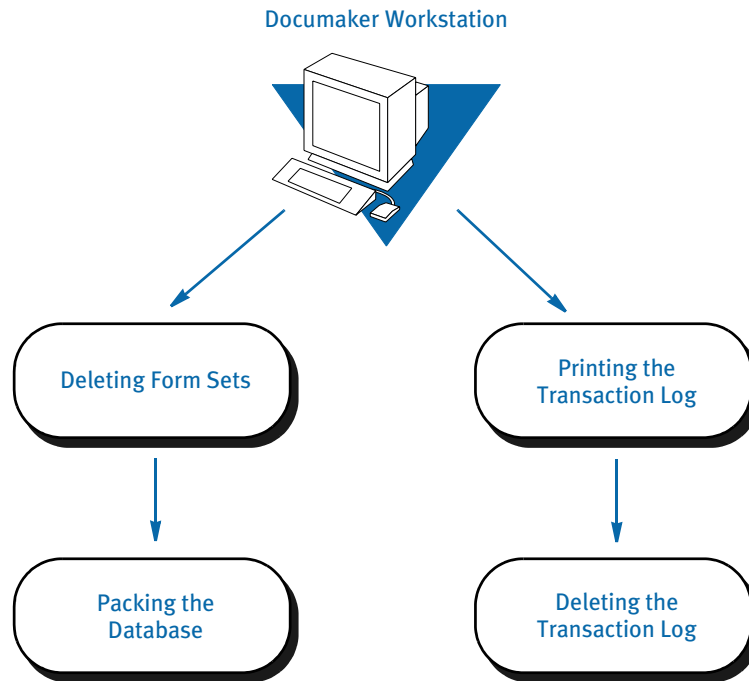 Documaker Workstation
Deleting Form Sets
Printing the
Transaction Log
Packing the
Database
Deleting the
Transaction Log